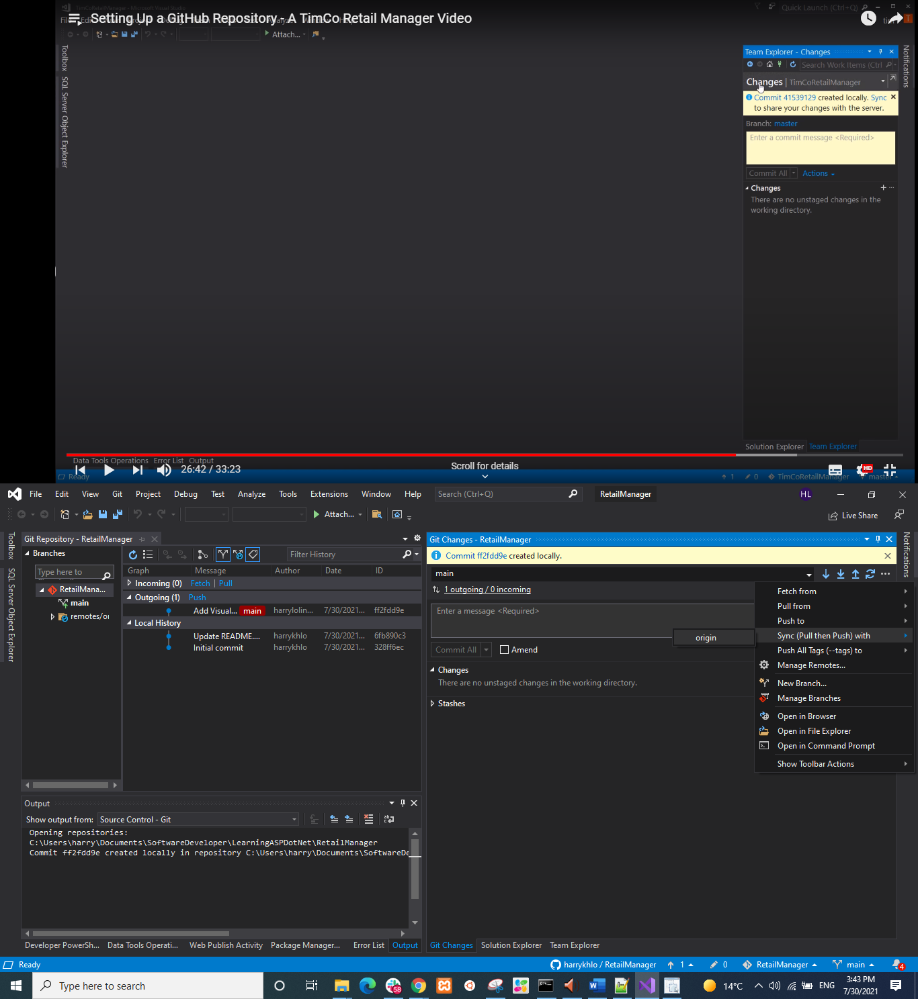 Setting Up a GitHub Repository - A TimCo Retail Manager Video
TimCoRetailManager - Microsoft Visual Studio
Quick Launch (Ctrl+Q)
Attach...
Toolbox
SQL Server Object Explorer
Notifications
Team Explorer - Changes
Search Work Items (Ctrl
Changes | TimCoRetailManager
Commit 41539129 created locally. Sync
to share your changes with the server.
Branch: master
Enter a commit message <Required>
Commit All Actions
Changes
There are no unstaged changes in the
working directory.
Solution Explorer Team Explorer
Data Tools Operations Error List Output
26:42 / 33:23
Scroll for details
HD
Ready
1 0 TimCoRetailManager master
File Edit View Git Project Debug Test Analyze Tools Extensions Window Help Search (Ctrl+Q) RetailManager HL
Attach...
Live Share
Toolbox
SQL Server Object Explorer
Notifications
Git Repository - RetailManager
Branches
Type here to
RetailMana...
main
remotes/or
Filter History
Graph Message Author Date ID
Incoming (0) Fetch | Pull
Outgoing (1) Push
Add Visual... main harrylolin... 7/30/2021... ff2fdd9e
Local History
Update README.... harrykhlo 7/30/2021... 6fb890c3
Initial commit harrykhlo 7/30/2021... 328ff6ec
Git Changes - RetailManager
Commit ff2fdd9e created locally.
main
1 outgoing / 0 incoming
Enter a message <Required>
Commit All Amend
Changes
There are no unstaged changes in the working directory.
Stashes
Fetch from
Pull from
Push to
Sync (Pull then Push) with
origin
Push All Tags (--tags) to
Manage Remotes...
New Branch...
Manage Branches
Open in Browser
Open in File Explorer
Open in Command Prompt
Show Toolbar Actions
Output
Show output from: Source Control - Git
Opening repositories:
C:\Users\harry\Documents\SoftwareDeveloper\LearningASPDotNet\RetailManager
Commit ff2fdd9e created locally in repository C:\Users\harry\Documents\SoftwareDe
Developer PowerSh... Data Tools Operati... Web Publish Activity Package Manager... Error List Output
Git Changes Solution Explorer Team Explorer
Ready
harrykhlo / RetailManager 1 0 RetailManager main 4
Type here to search
58
14°C ENG
3:43 PM
7/30/2021